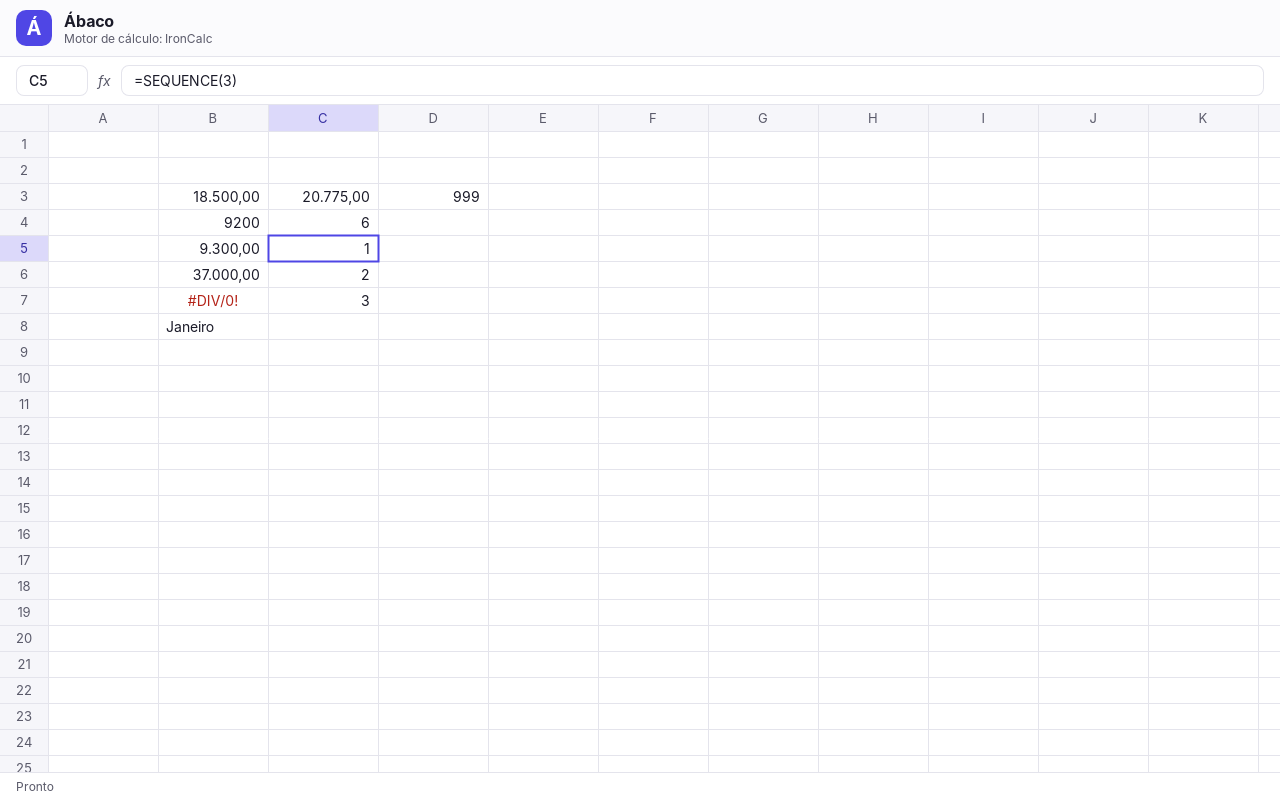 Á
Ábaco
Motor de cálculo: IronCalc
C5 fx =SEQUENCE(3)
A B C D E F G H I J K
1
2
3 18.500,00 20.775,00 999
4 9200 6
5 9.300,00 1
6 37.000,00 2
7 #DIV/0! 3
8 Janeiro
9
10
11
12
13
14
15
16
17
18
19
20
21
22
23
24
25
Pronto